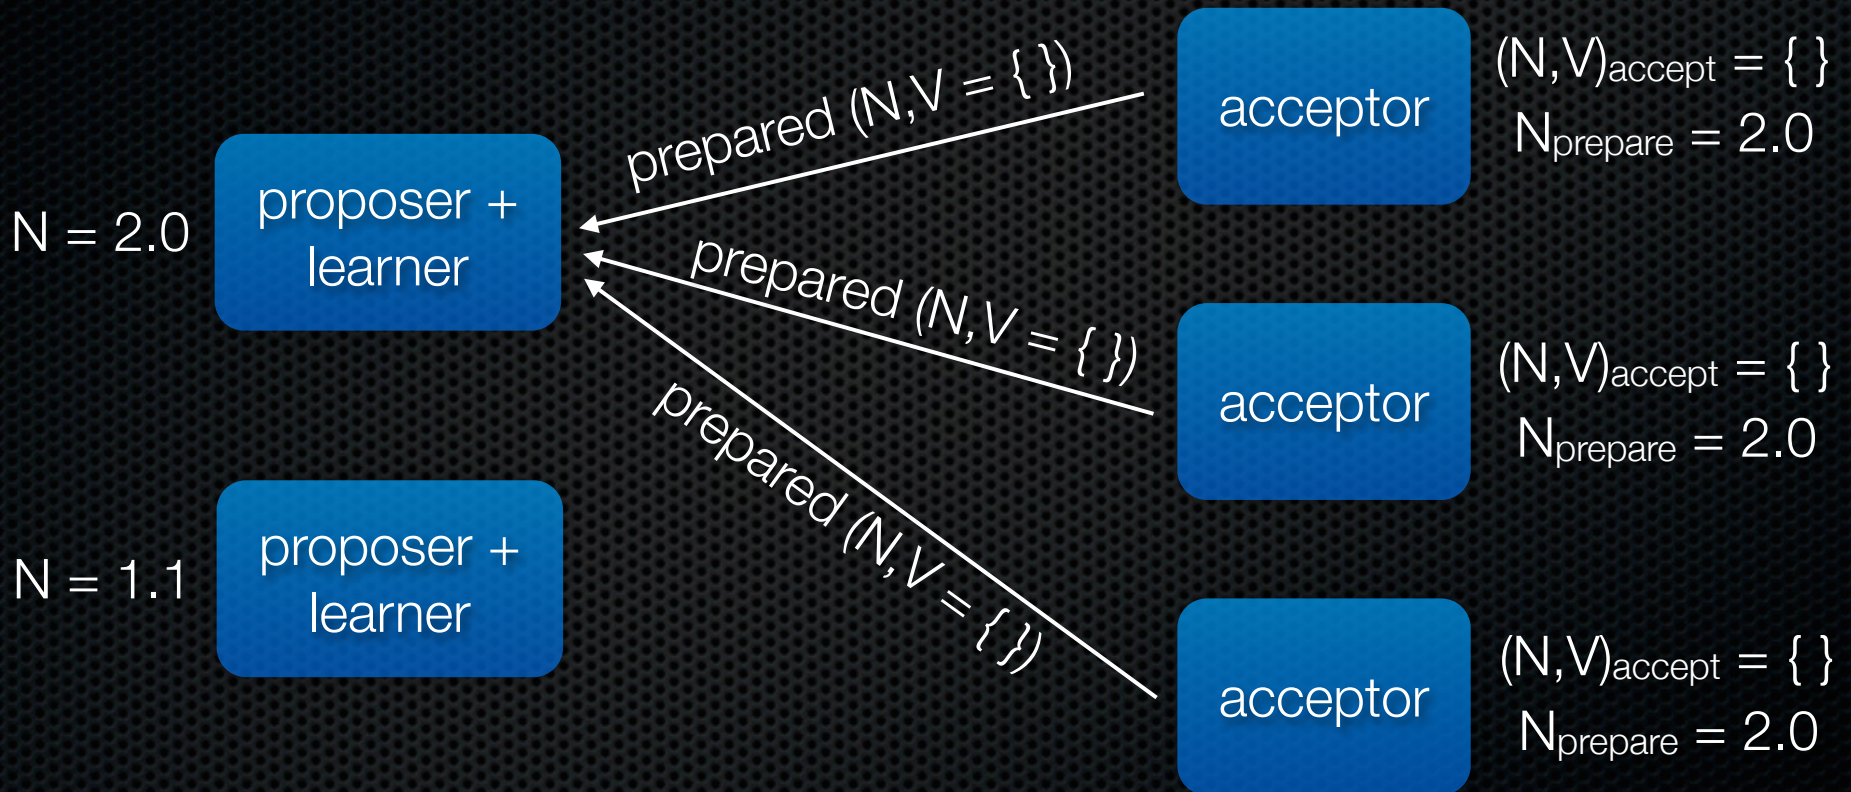 N = 2.0
proposer +
learner
N = 1.1
proposer +
learner
prepared (N,V = { })
prepared (N,V = { })
prepared (N,V = { })
acceptor
(N,V)accept = { }
Nprepare = 2.0
acceptor
(N,V)accept = { }
Nprepare = 2.0
acceptor
(N,V)accept = { }
Nprepare = 2.0